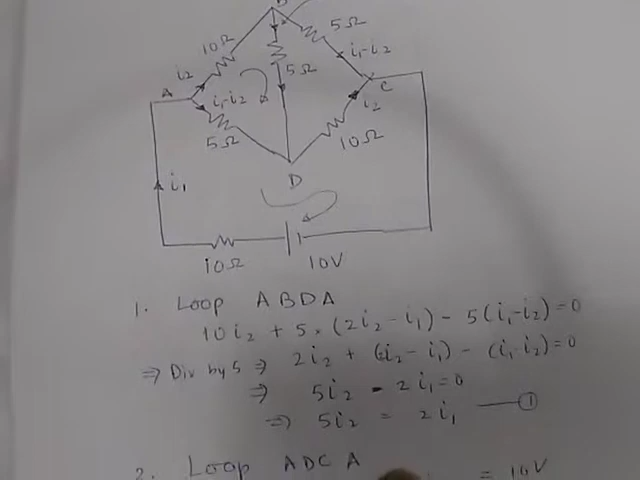 B
10Ω
5Ω
i₂
i₁-i₂
A
5Ω
i₁-i₂
C
i₂
5Ω
10Ω
D
i₁
10Ω
10V
1. Loop ABDA
10i₂ + 5×(2i₂-i₁) - 5(i₁-i₂)=0
⇒ Div by 5 ⇒ 2i₂ + (2i₂-i₁) - (i₁-i₂)=0
⇒ 5i₂ - 2i₁=0
⇒ 5i₂ = 2i₁ —①
2. Loop ADCA
= 10V